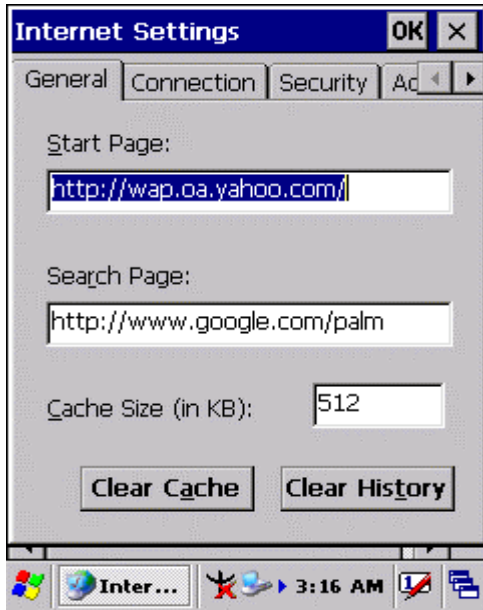 Internet Settings OK ×
General Connection Security
Start Page:
http://wap.oa.yahoo.com/
Search Page:
http://www.google.com/palm
Cache Size (in KB): 512
Clear Cache Clear History
Inter... 3:16 AM